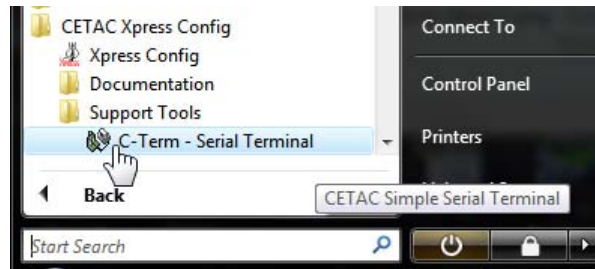 CETAC Xpress Config
Connect To
Xpress Config
Documentation
Control Panel
Support Tools
C-Term - Serial Terminal
Printers
Back
CETAC Simple Serial Terminal
Start Search